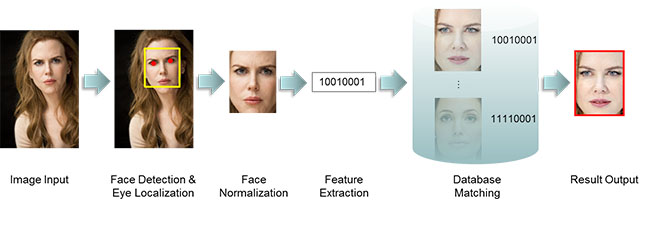 10010001
10010001
11110001
Image Input
Face Detection &
Eye Localization
Face
Normalization
Feature
Extraction
Database
Matching
Result Output